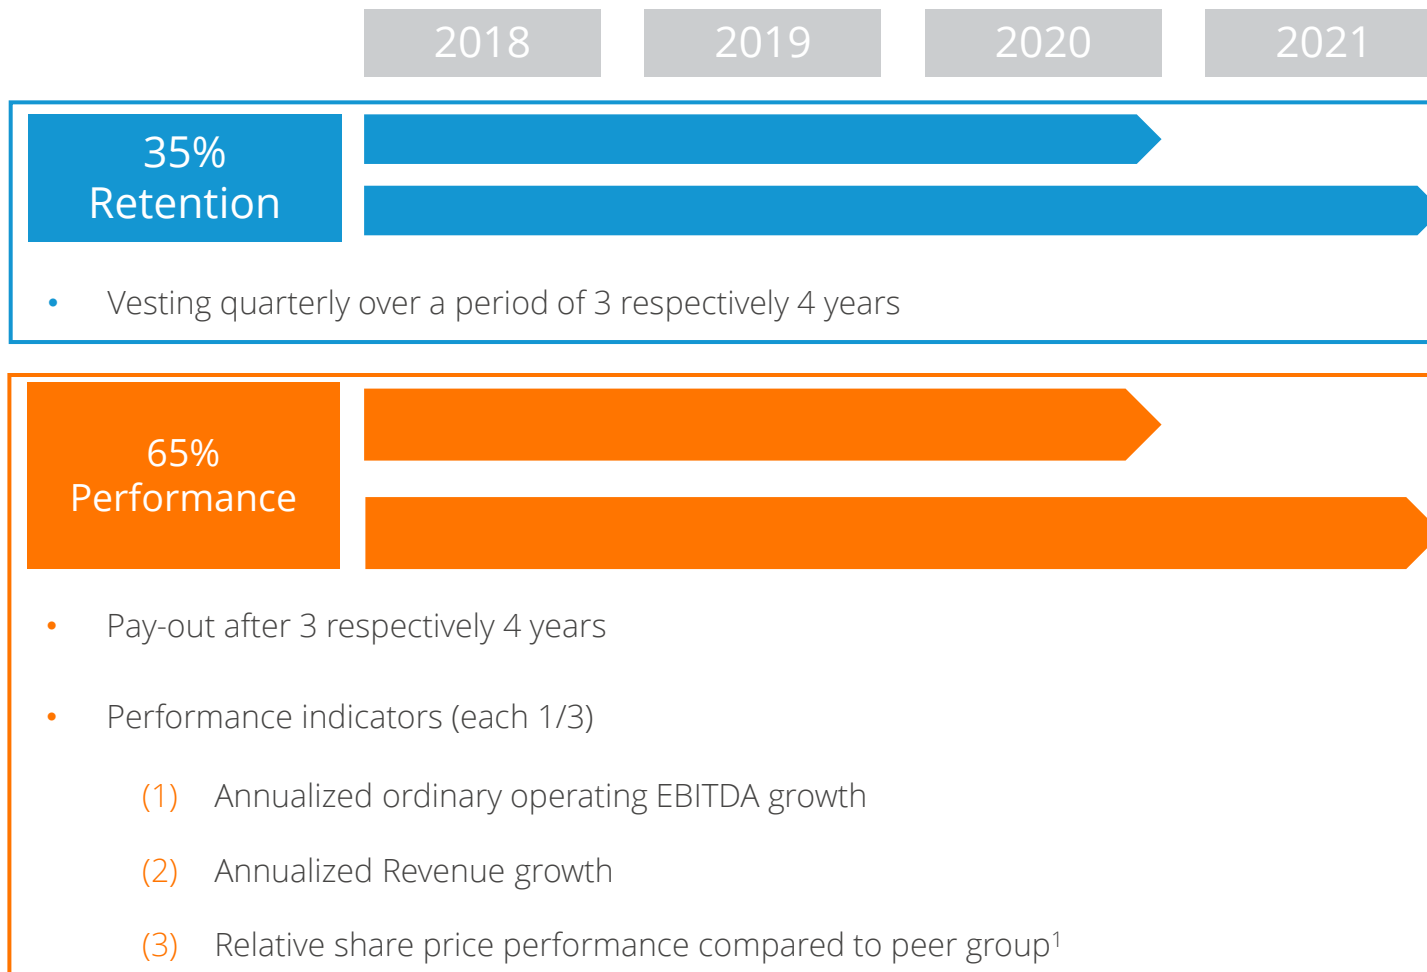 2018 2019 2020 2021
35%
Retention
• Vesting quarterly over a period of 3 respectively 4 years
65%
Performance
• Pay-out after 3 respectively 4 years
• Performance indicators (each 1/3)
(1) Annualized ordinary operating EBITDA growth
(2) Annualized Revenue growth
(3) Relative share price performance compared to peer group¹